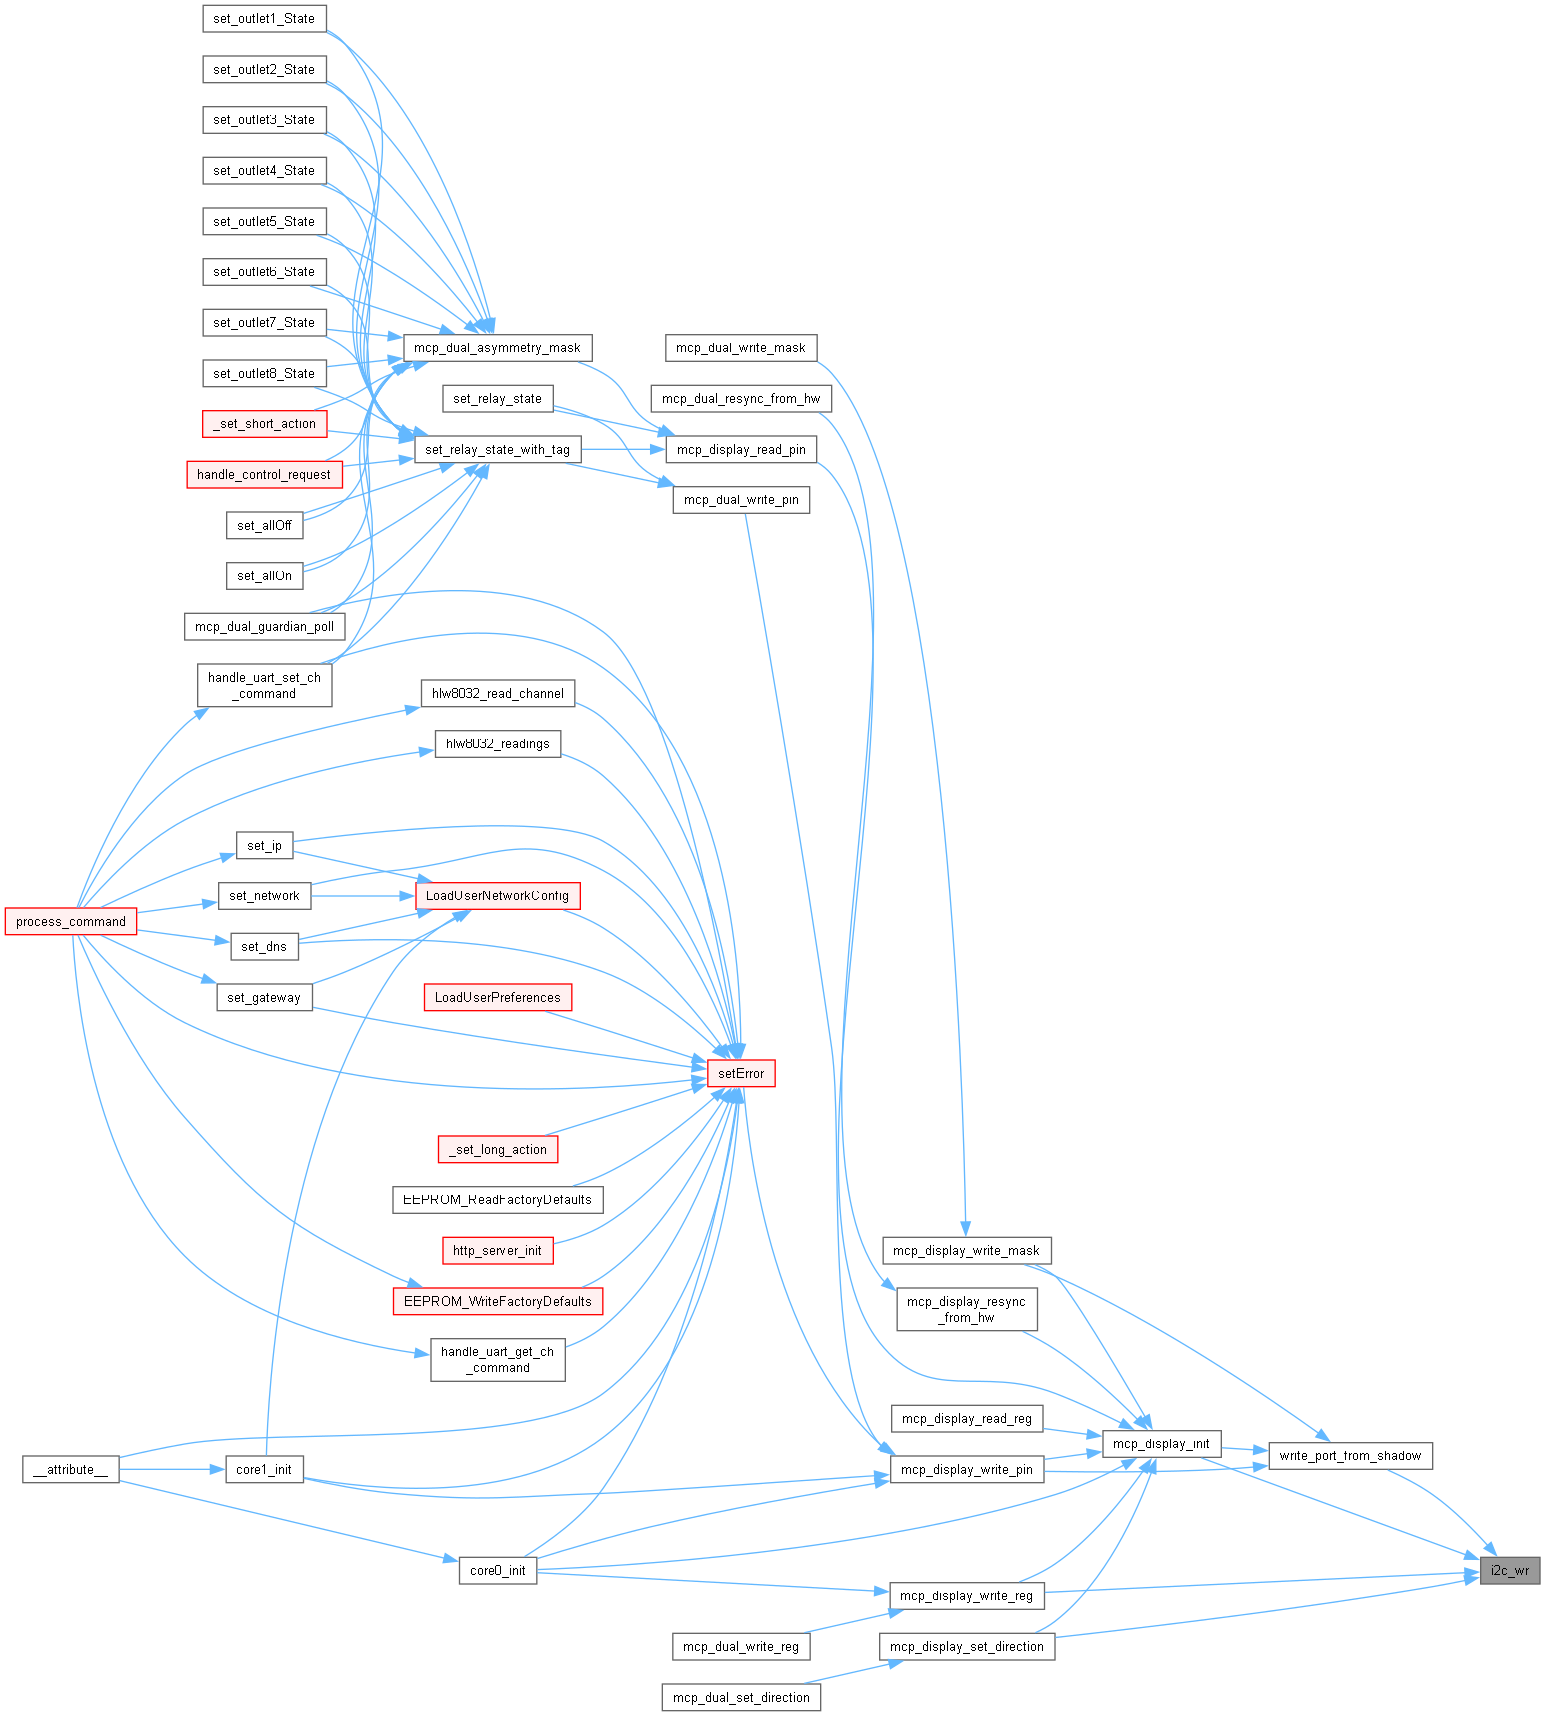 set_outlet1_State
set_outlet2_State
set_outlet3_State
set_outlet4_State
set_outlet5_State
set_outlet6_State
set_outlet7_State
mcp_dual_asymmetry_mask
mcp_dual_write_mask
set_outlet8_State
set_relay_state
mcp_dual_resync_from_hw
_set_short_action
set_relay_state_with_tag
mcp_display_read_pin
handle_control_request
mcp_dual_write_pin
set_allOff
set_allOn
mcp_dual_guardian_poll
handle_uart_set_ch
_command
hlw8032_read_channel
hlw8032_readings
set_ip
set_network
LoadUserNetworkConfig
process_command
set_dns
set_gateway
LoadUserPreferences
setError
_set_long_action
EEPROM_ReadFactoryDefaults
http_server_init
mcp_display_write_mask
EEPROM_WriteFactoryDefaults
mcp_display_resync
_from_hw
handle_uart_get_ch
_command
mcp_display_read_reg
mcp_display_init
write_port_from_shadow
__attribute__
core1_init
mcp_display_write_pin
core0_init
i2c_wr
mcp_display_write_reg
mcp_dual_write_reg
mcp_display_set_direction
mcp_dual_set_direction